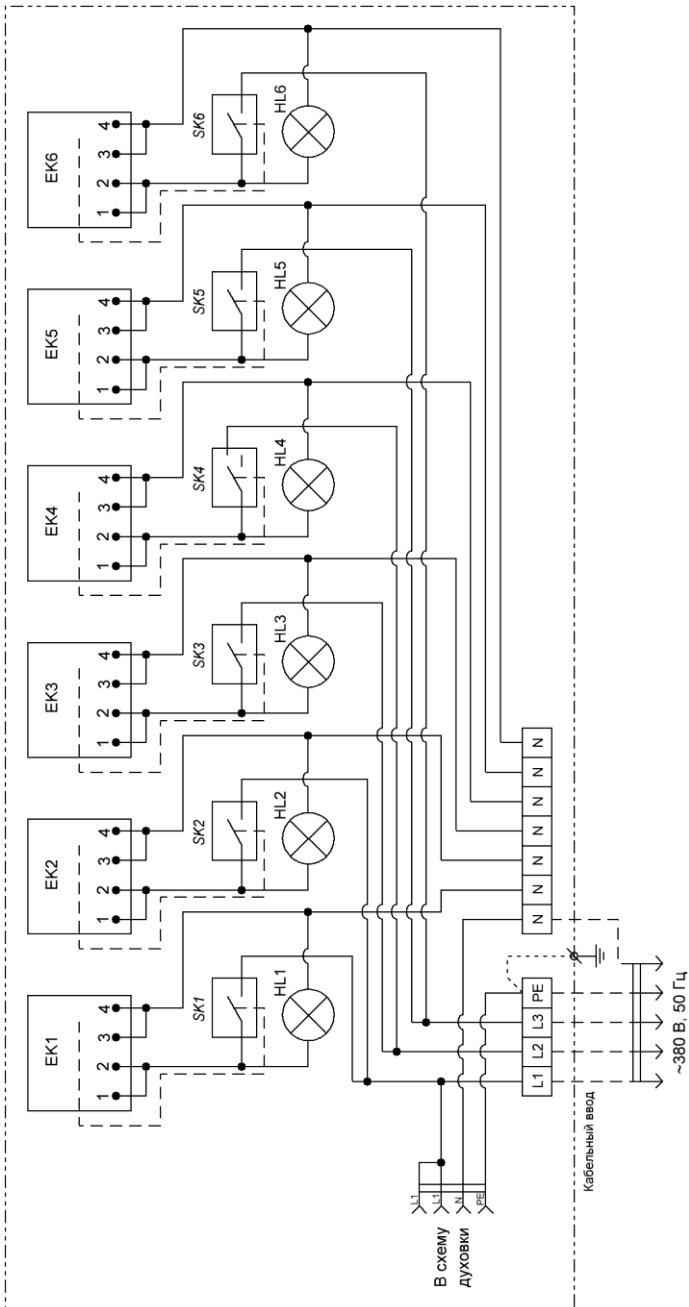 EK1
1
2
3
4
EK2
1
2
3
4
EK3
1
2
3
4
EK4
1
2
3
4
EK5
1
2
3
4
EK6
1
2
3
4
SK1
SK2
SK3
SK4
SK5
SK6
HL1
HL2
HL3
HL4
HL5
HL6
L1
L1
N
PE
В схему
духовки
L1
L2
L3
PE
N
N
N
N
N
N
N
Кабельный ввод
~380 В, 50 Гц